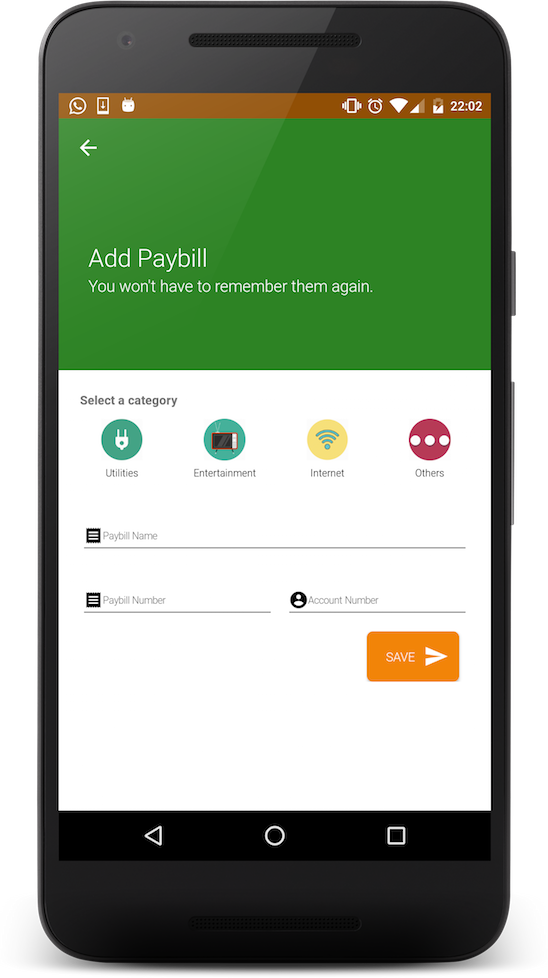 22:02
Add Paybill
You won't have to remember them again.
Select a category
Utilities Entertainment Internet Others
Paybill Name
Paybill Number Account Number
SAVE